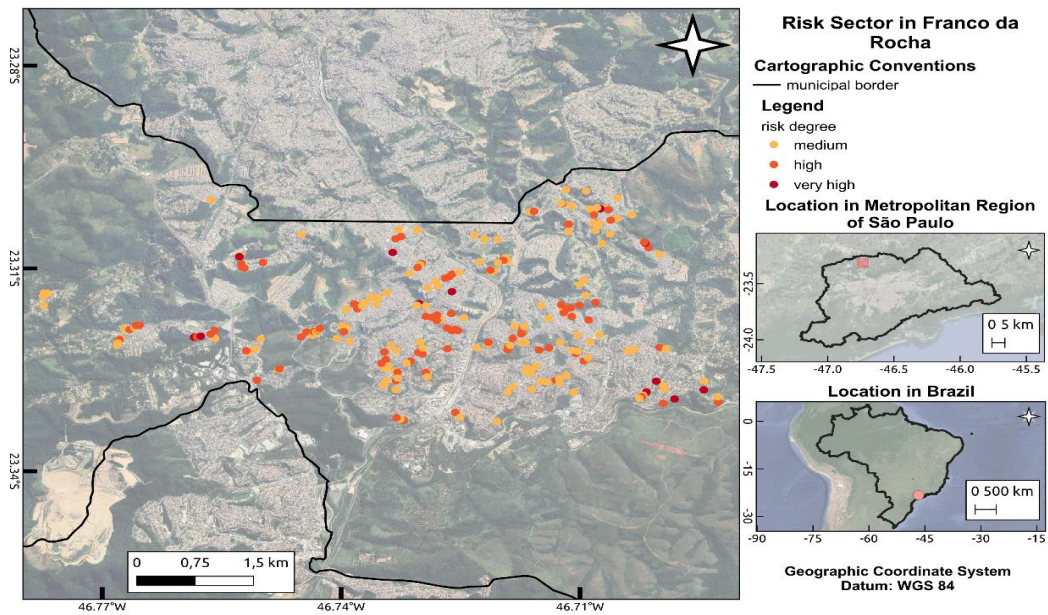 23.28°S
23.31°S
23.34°S
46.77°W
46.74°W
46.71°W
0 0,75 1,5 km
Risk Sector in Franco da
Rocha
Cartographic Conventions
municipal border
Legend
risk degree
medium
high
very high
Location in Metropolitan Region
of São Paulo
-23.5
-24.0
0 5 km
-47.5 -47.0 -46.5 -46.0 -45.5
Location in Brazil
0
-15
-30
0 500 km
-90 -75 -60 -45 -30 -15
Geographic Coordinate System
Datum: WGS 84